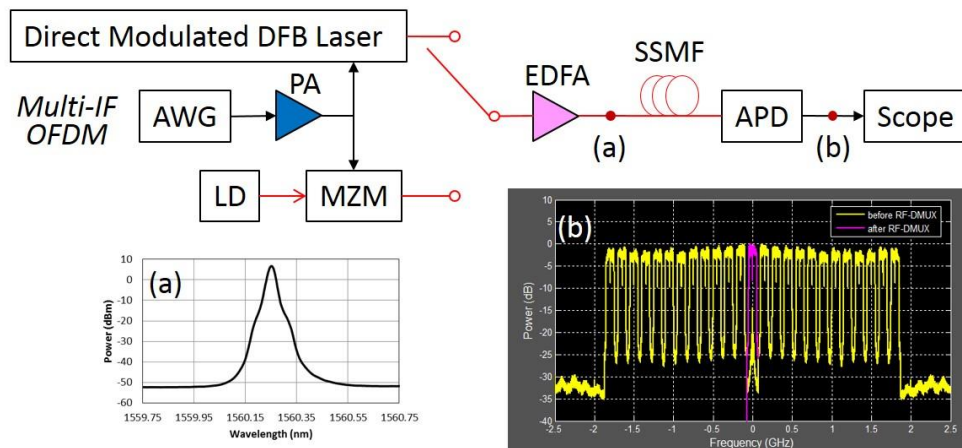 Direct Modulated DFB Laser
SSMF
EDFA
PA
Multi-IF
OFDM
AWG
APD
Scope
(a)
(b)
LD
MZM
(a)
10
0
-10
-20
-30
-40
-50
-60
Power (dBm)
1559.75 1559.95 1560.15 1560.35 1560.55 1560.75
Wavelength (nm)
(b)
before RF-DMUX
after RF-DMUX
10
5
0
-5
-10
-15
-20
-25
-30
-35
-40
Power (dB)
-2.5 -2 -1.5 -1 -0.5 0 0.5 1 1.5 2 2.5
Frequency (GHz)